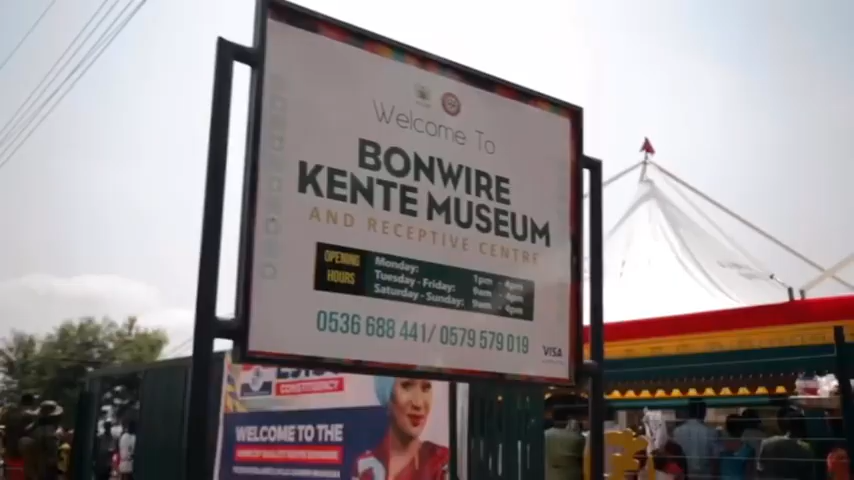 Welcome To
BONWIRE
KENTE MUSEUM
AND RECEPTIVE CENTRE
OPENING
HOURS
Monday: 1pm - 4pm
Tuesday - Friday: 9am - 4pm
Saturday - Sunday: 9am - 4pm
0536 688 441/ 0579 579 019
VISA
CONSTITUENCY
WELCOME TO THE